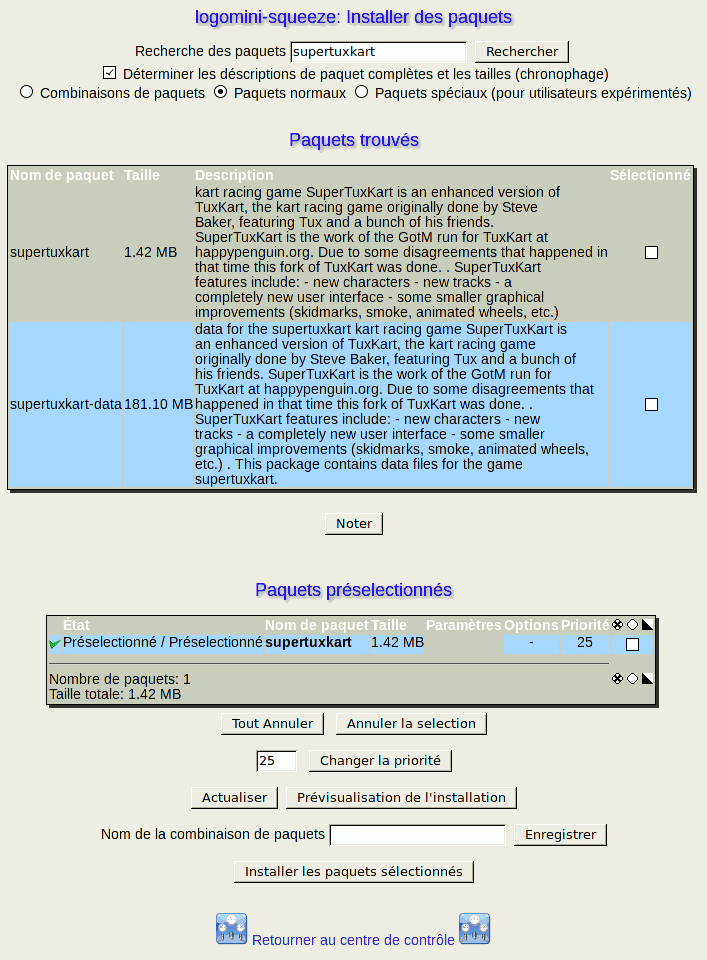 logomini-squeeze: Installer des paquets
Recherche des paquets supertuxkart Rechercher
Déterminer les déscriptions de paquet complètes et les tailles (chronophage)
Combinaisons de paquets Paquets normaux Paquets spéciaux (pour utilisateurs expérimentés)
Paquets trouvés
Nom de paquet Taille Description Sélectionné
supertuxkart 1.42 MB
kart racing game SuperTuxKart is an enhanced version of
TuxKart, the kart racing game originally done by Steve
Baker, featuring Tux and a bunch of his friends.
SuperTuxKart is the work of the GotM run for TuxKart at
happypenguin.org. Due to some disagreements that happened in
that time this fork of TuxKart was done. . SuperTuxKart
features include: - new characters - new tracks - a
completely new user interface - some smaller graphical
improvements (skidmarks, smoke, animated wheels, etc.)
supertuxkart-data 181.10 MB
data for the supertuxkart kart racing game SuperTuxKart is
an enhanced version of TuxKart, the kart racing game
originally done by Steve Baker, featuring Tux and a bunch of
his friends. SuperTuxKart is the work of the GotM run for
TuxKart at happypenguin.org. Due to some disagreements that
happened in that time this fork of TuxKart was done. .
SuperTuxKart features include: - new characters - new
tracks - a completely new user interface - some smaller
graphical improvements (skidmarks, smoke, animated wheels,
etc.) . This package contains data files for the game
supertuxkart.
Noter
Paquets préselectionnés
État Nom de paquet Taille Paramètres Options Priorité
Préselectionné / Préselectionné supertuxkart 1.42 MB - 25
Nombre de paquets: 1
Taille totale: 1.42 MB
Tout Annuler Annuler la selection
25 Changer la priorité
Actualiser Prévisualisation de l'installation
Nom de la combinaison de paquets Enregistrer
Installer les paquets sélectionnés
Retourner au centre de contrôle